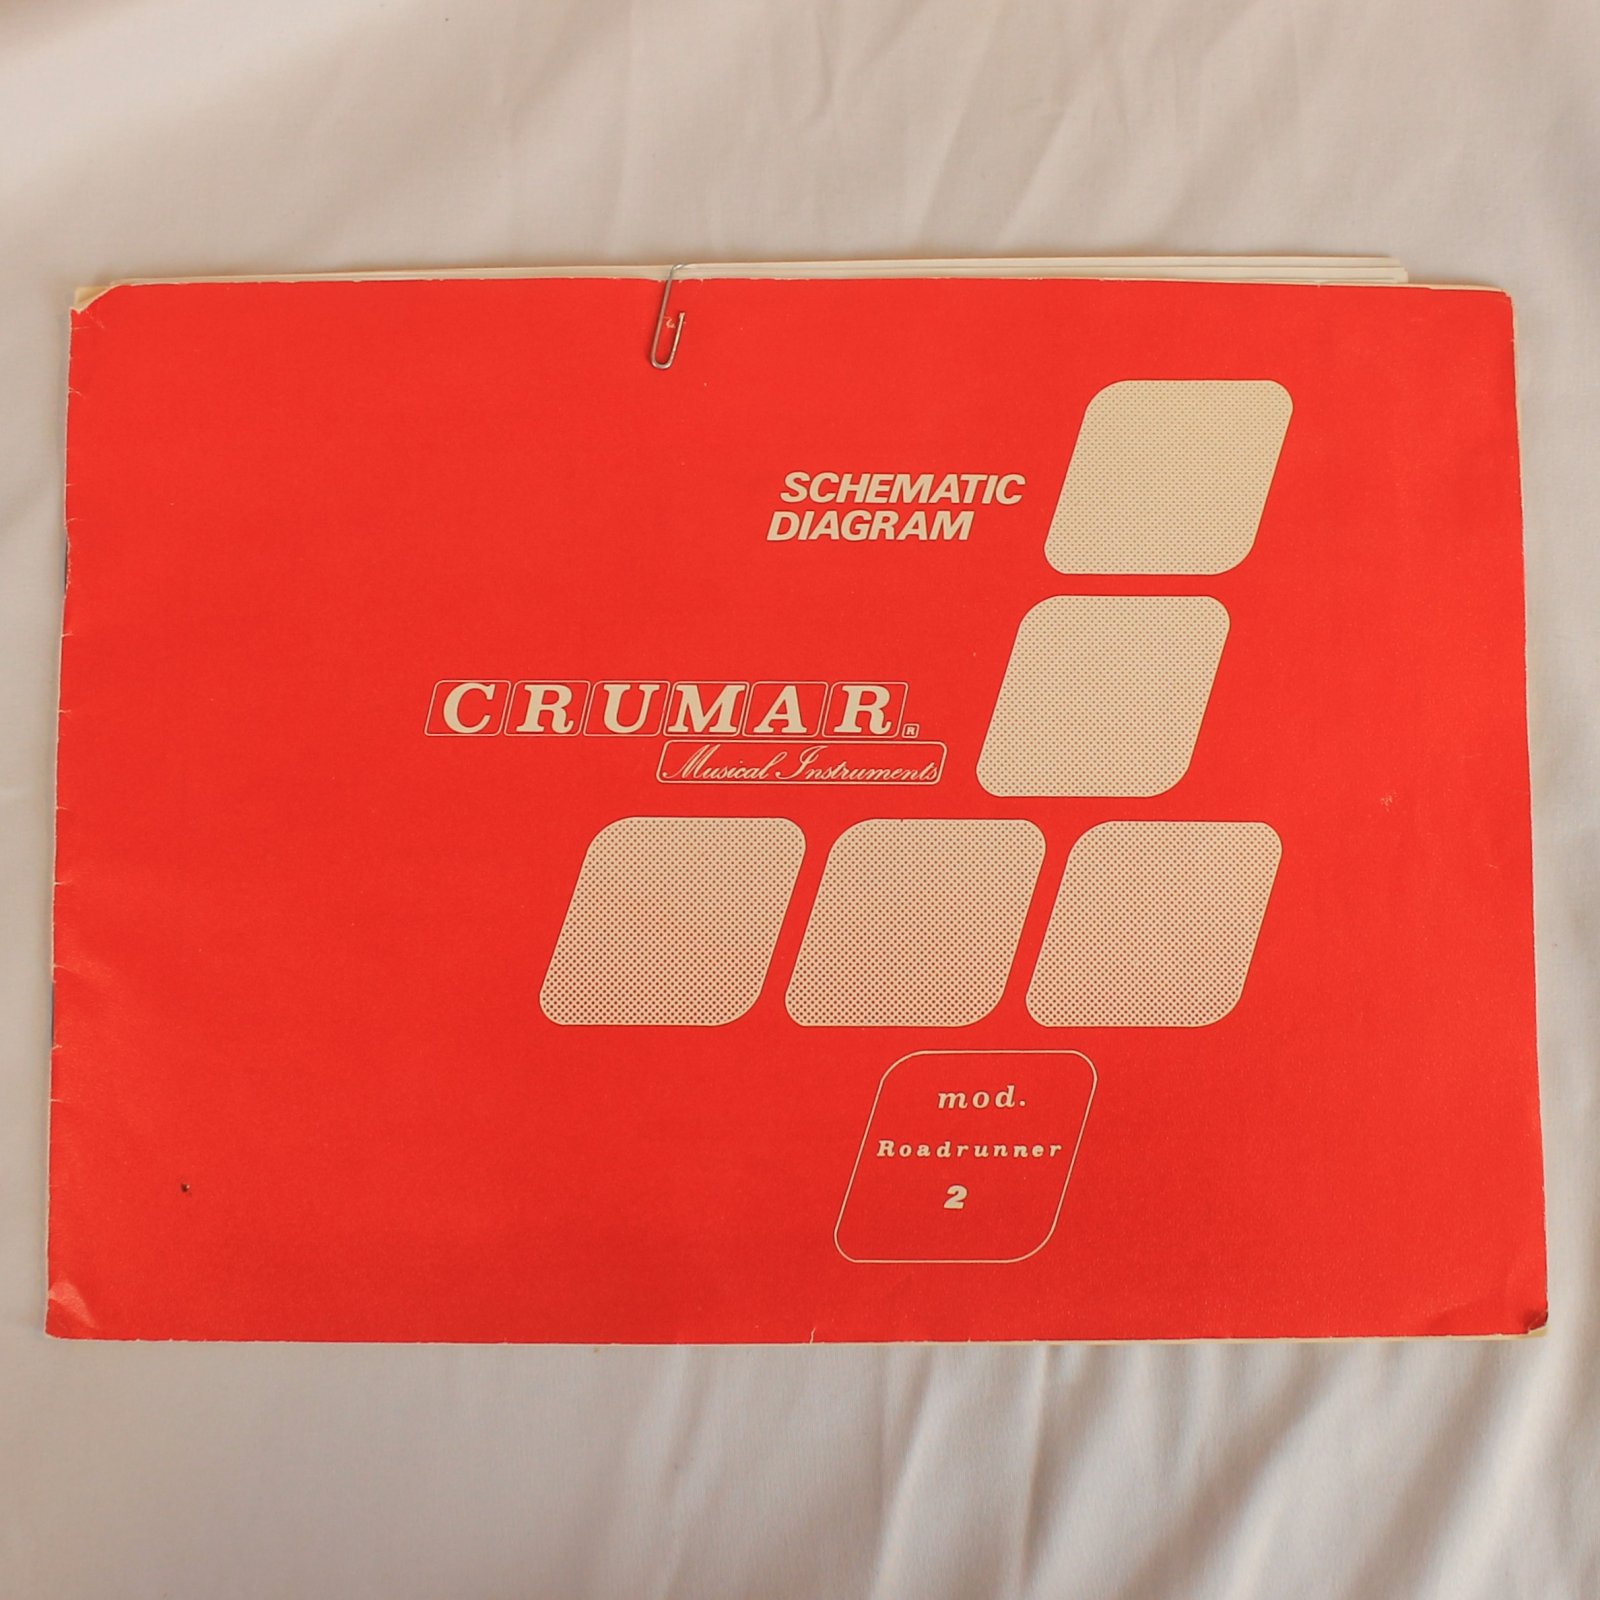 SCHEMATIC
DIAGRAM
CRUMAR R
Musical Instruments
mod.
Roadrunner
2